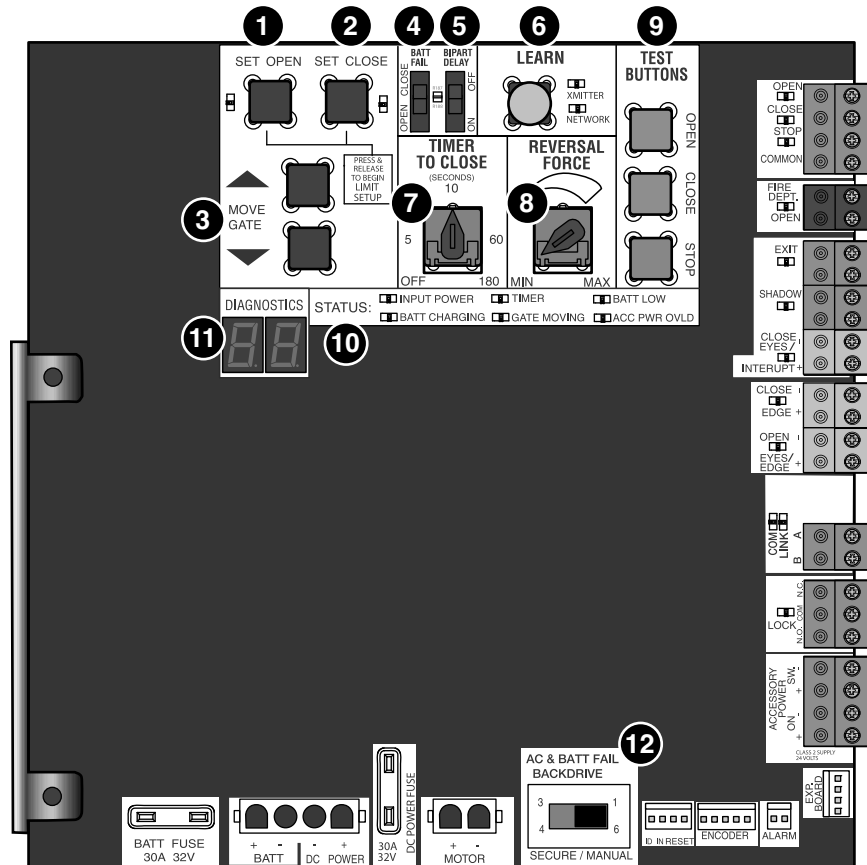 1
2
4
5
6
9
SET OPEN
SET CLOSE
BATT FAIL
OPEN CLOSE
BIPART DELAY
ON OFF
LEARN
XMITTER
NETWORK
TEST BUTTONS
OPEN
CLOSE
STOP
PRESS &
RELEASE
TO BEGIN
LIMIT
SETUP
3
MOVE
GATE
7
TIMER
TO CLOSE
(SECONDS)
10
5
60
OFF
180
8
REVERSAL
FORCE
MIN
MAX
11
DIAGNOSTICS
10
STATUS:
INPUT POWER
TIMER
BATT LOW
BATT CHARGING
GATE MOVING
ACC PWR OVLD
OPEN
CLOSE
STOP
COMMON
FIRE
DEPT.
OPEN
EXIT
SHADOW
CLOSE -
EYES/
INTERUPT +
CLOSE -
EDGE +
OPEN -
EYES/
EDGE +
COM
LINK
A
B
LOCK
N.C.
COM
N.O.
ACCESSORY
POWER
SW.
ON
- + - +
CLASS 2 SUPPLY
24 VOLTS
EXP.
BOARD
BATT FUSE
30A 32V
+ - - +
BATT
DC POWER
DC POWER FUSE
30A
32V
+ -
MOTOR
12
AC & BATT FAIL
BACKDRIVE
3
1
4
6
SECURE / MANUAL
ID IN RESET
ENCODER
ALARM